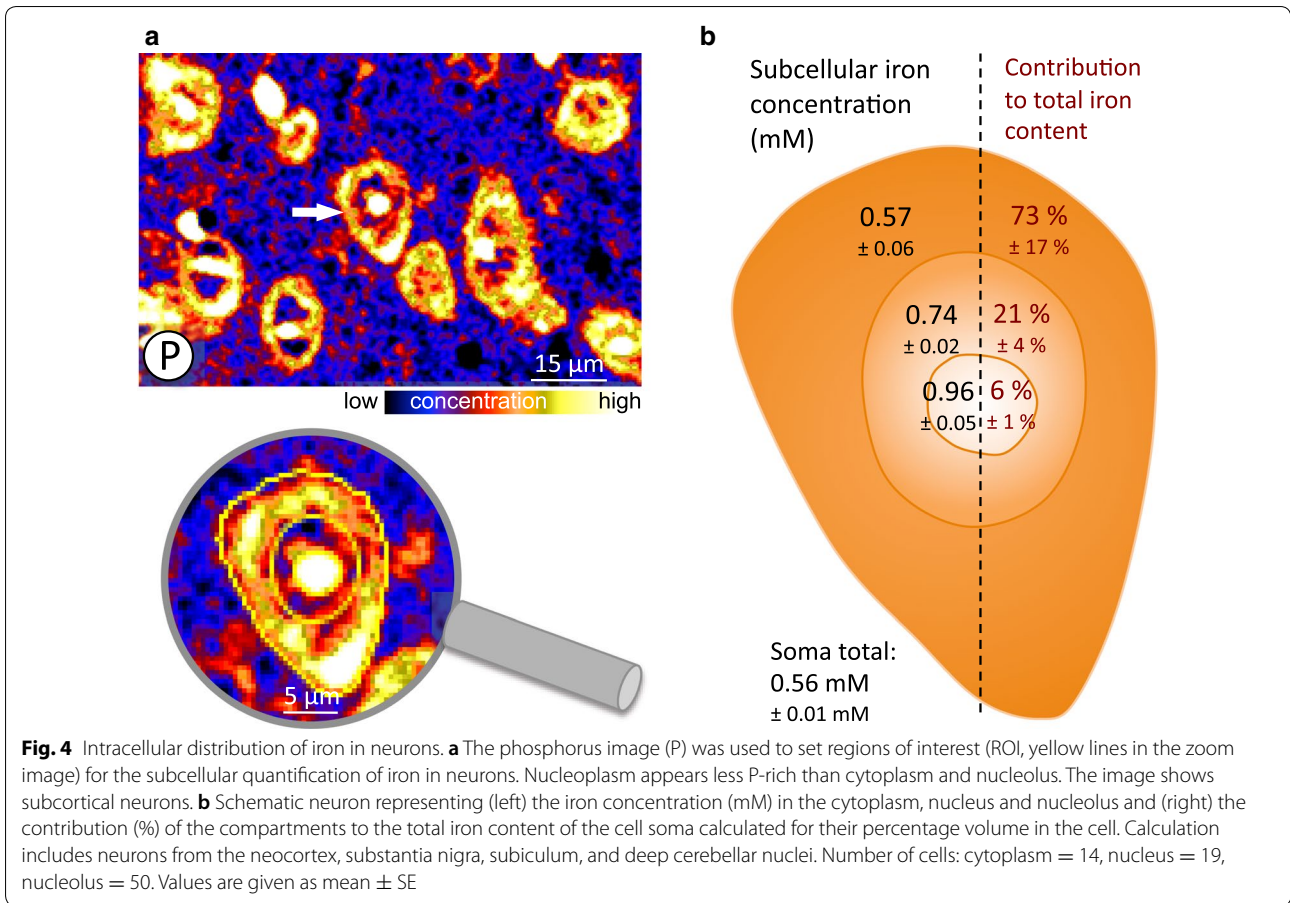 a
P
15 µm
low concentration high
5 µm
b
Subcellular iron
concentration
(mM)
Contribution
to total iron
content
0.57
± 0.06
73 %
± 17 %
0.74
± 0.02
21 %
± 4 %
0.96
± 0.05
6 %
± 1 %
Soma total:
0.56 mM
± 0.01 mM
Fig. 4 Intracellular distribution of iron in neurons. a The phosphorus image (P) was used to set regions of interest (ROI, yellow lines in the zoom
image) for the subcellular quantification of iron in neurons. Nucleoplasm appears less P-rich than cytoplasm and nucleolus. The image shows
subcortical neurons. b Schematic neuron representing (left) the iron concentration (mM) in the cytoplasm, nucleus and nucleolus and (right) the
contribution (%) of the compartments to the total iron content of the cell soma calculated for their percentage volume in the cell. Calculation
includes neurons from the neocortex, substantia nigra, subiculum, and deep cerebellar nuclei. Number of cells: cytoplasm = 14, nucleus = 19,
nucleolus = 50. Values are given as mean ± SE